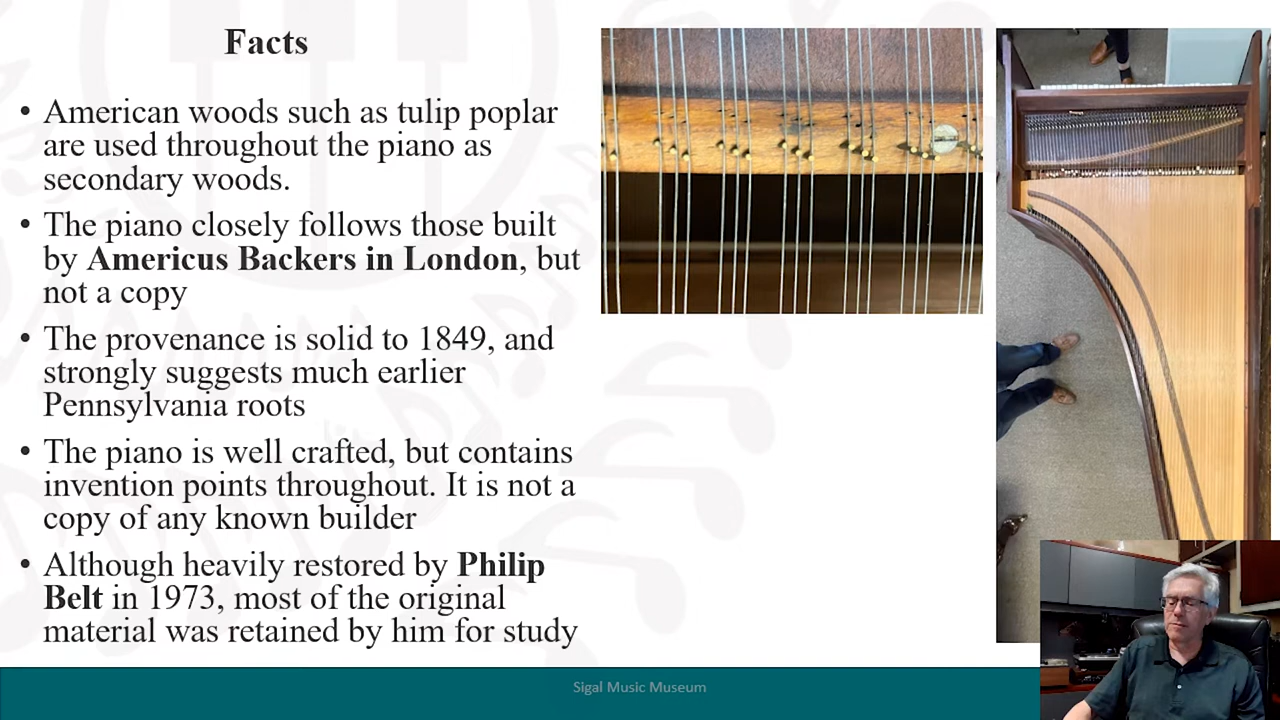 Facts
• American woods such as tulip poplar
are used throughout the piano as
secondary woods.
• The piano closely follows those built
by Americus Backers in London, but
not a copy
• The provenance is solid to 1849, and
strongly suggests much earlier
Pennsylvania roots
• The piano is well crafted, but contains
invention points throughout. It is not a
copy of any known builder
• Although heavily restored by Philip
Belt in 1973, most of the original
material was retained by him for study
Sigal Music Museum